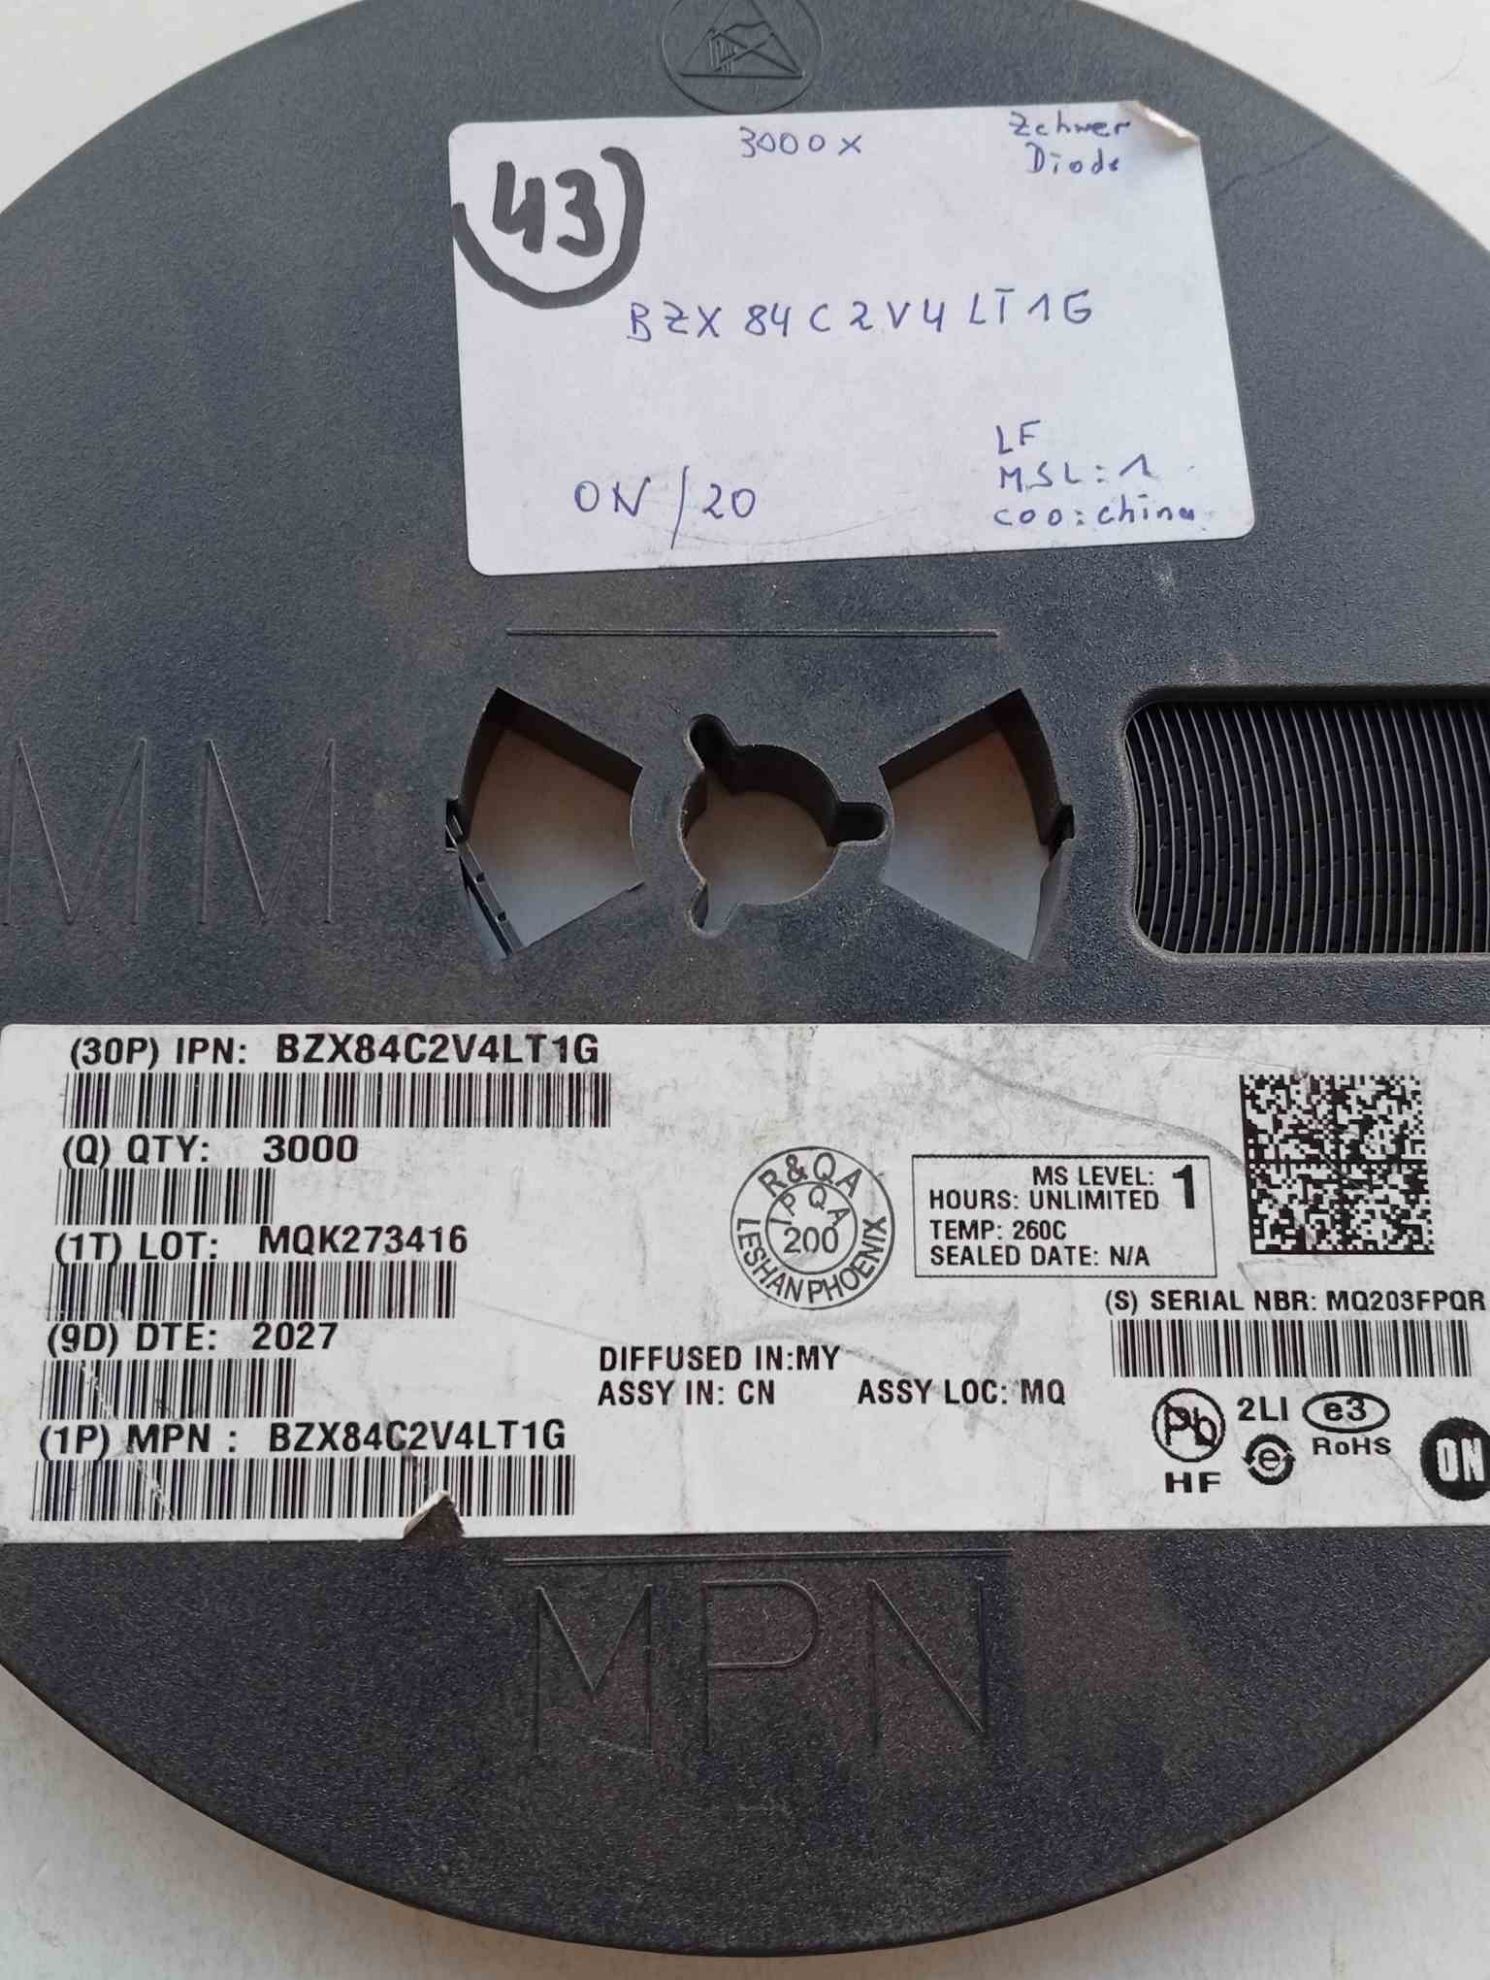 3000x
Zehner
Diode
43
BZX84C2V4LT1G
LF
MSL: 1
COO: china
ON/20
MM
(30P) IPN: BZX84C2V4LT1G
(Q) QTY: 3000
(1T) LOT: MQK273416
(9D) DTE: 2027
(1P) MPN : BZX84C2V4LT1G
R&QA
IPQA
200
LESHAN PHOENIX
DIFFUSED IN:MY
ASSY IN: CN ASSY LOC: MQ
MS LEVEL: 1
HOURS: UNLIMITED
TEMP: 260C
SEALED DATE: N/A
(S) SERIAL NBR: MQ203FPQR
Pb 2LI e3
HF e RoHS
ON
MPN